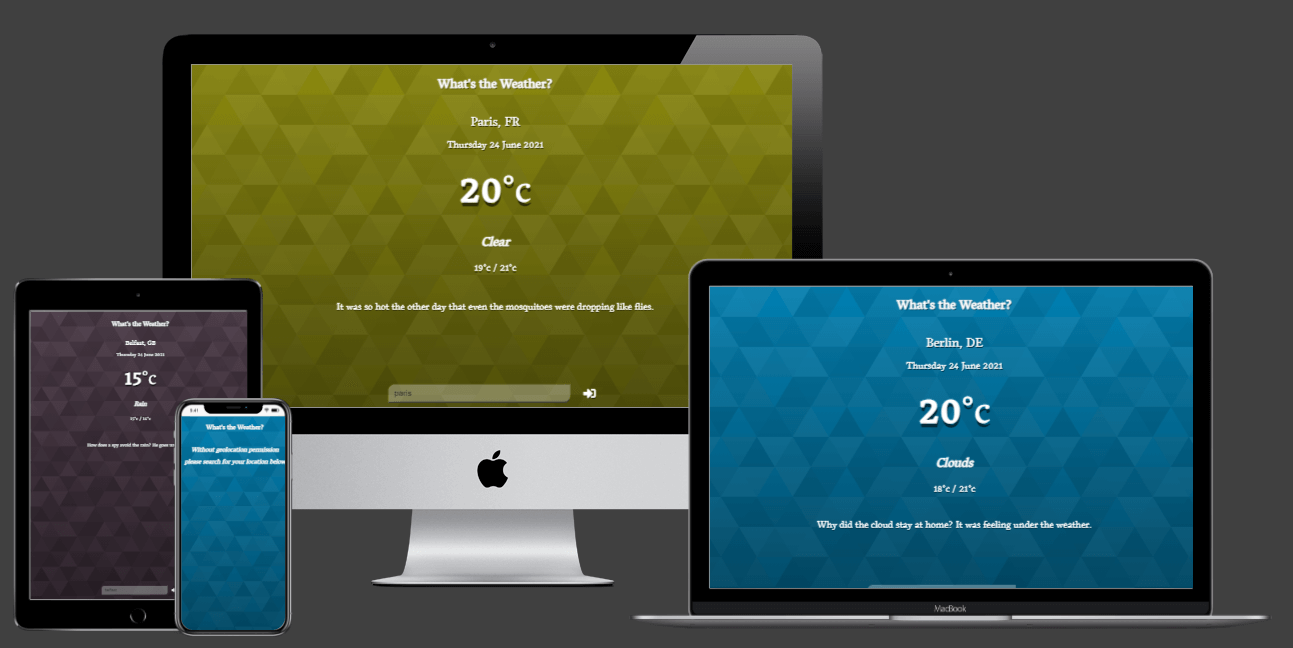 What's the Weather?
Paris, FR
Thursday 24 June 2021
20°c
Clear
19°c / 21°c
It was so hot the other day that even the mosquitoes were dropping like flies.
paris
What's the Weather?
Belfast, GB
Thursday 24 June 2021
15°c
Rain
How does a spy avoid the rain? He goes
What's the Weather?
Without geolocation permission
please search for your location below
What's the Weather?
Berlin, DE
Thursday 24 June 2021
20°c
Clouds
18°c / 21°c
Why did the cloud stay at home? It was feeling under the weather.
MacBook